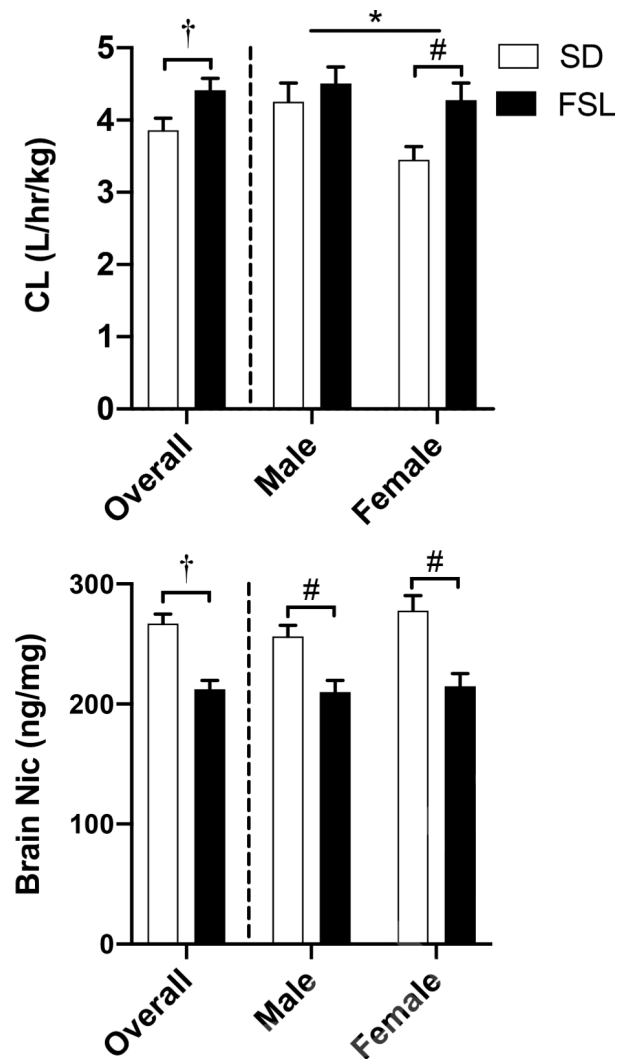 †
*
#
SD
FSL
CL (L/hr/kg)
5
4
3
2
1
0
Overall
Male
Female
†
#
#
Brain Nic (ng/mg)
300
200
100
0
Overall
Male
Female